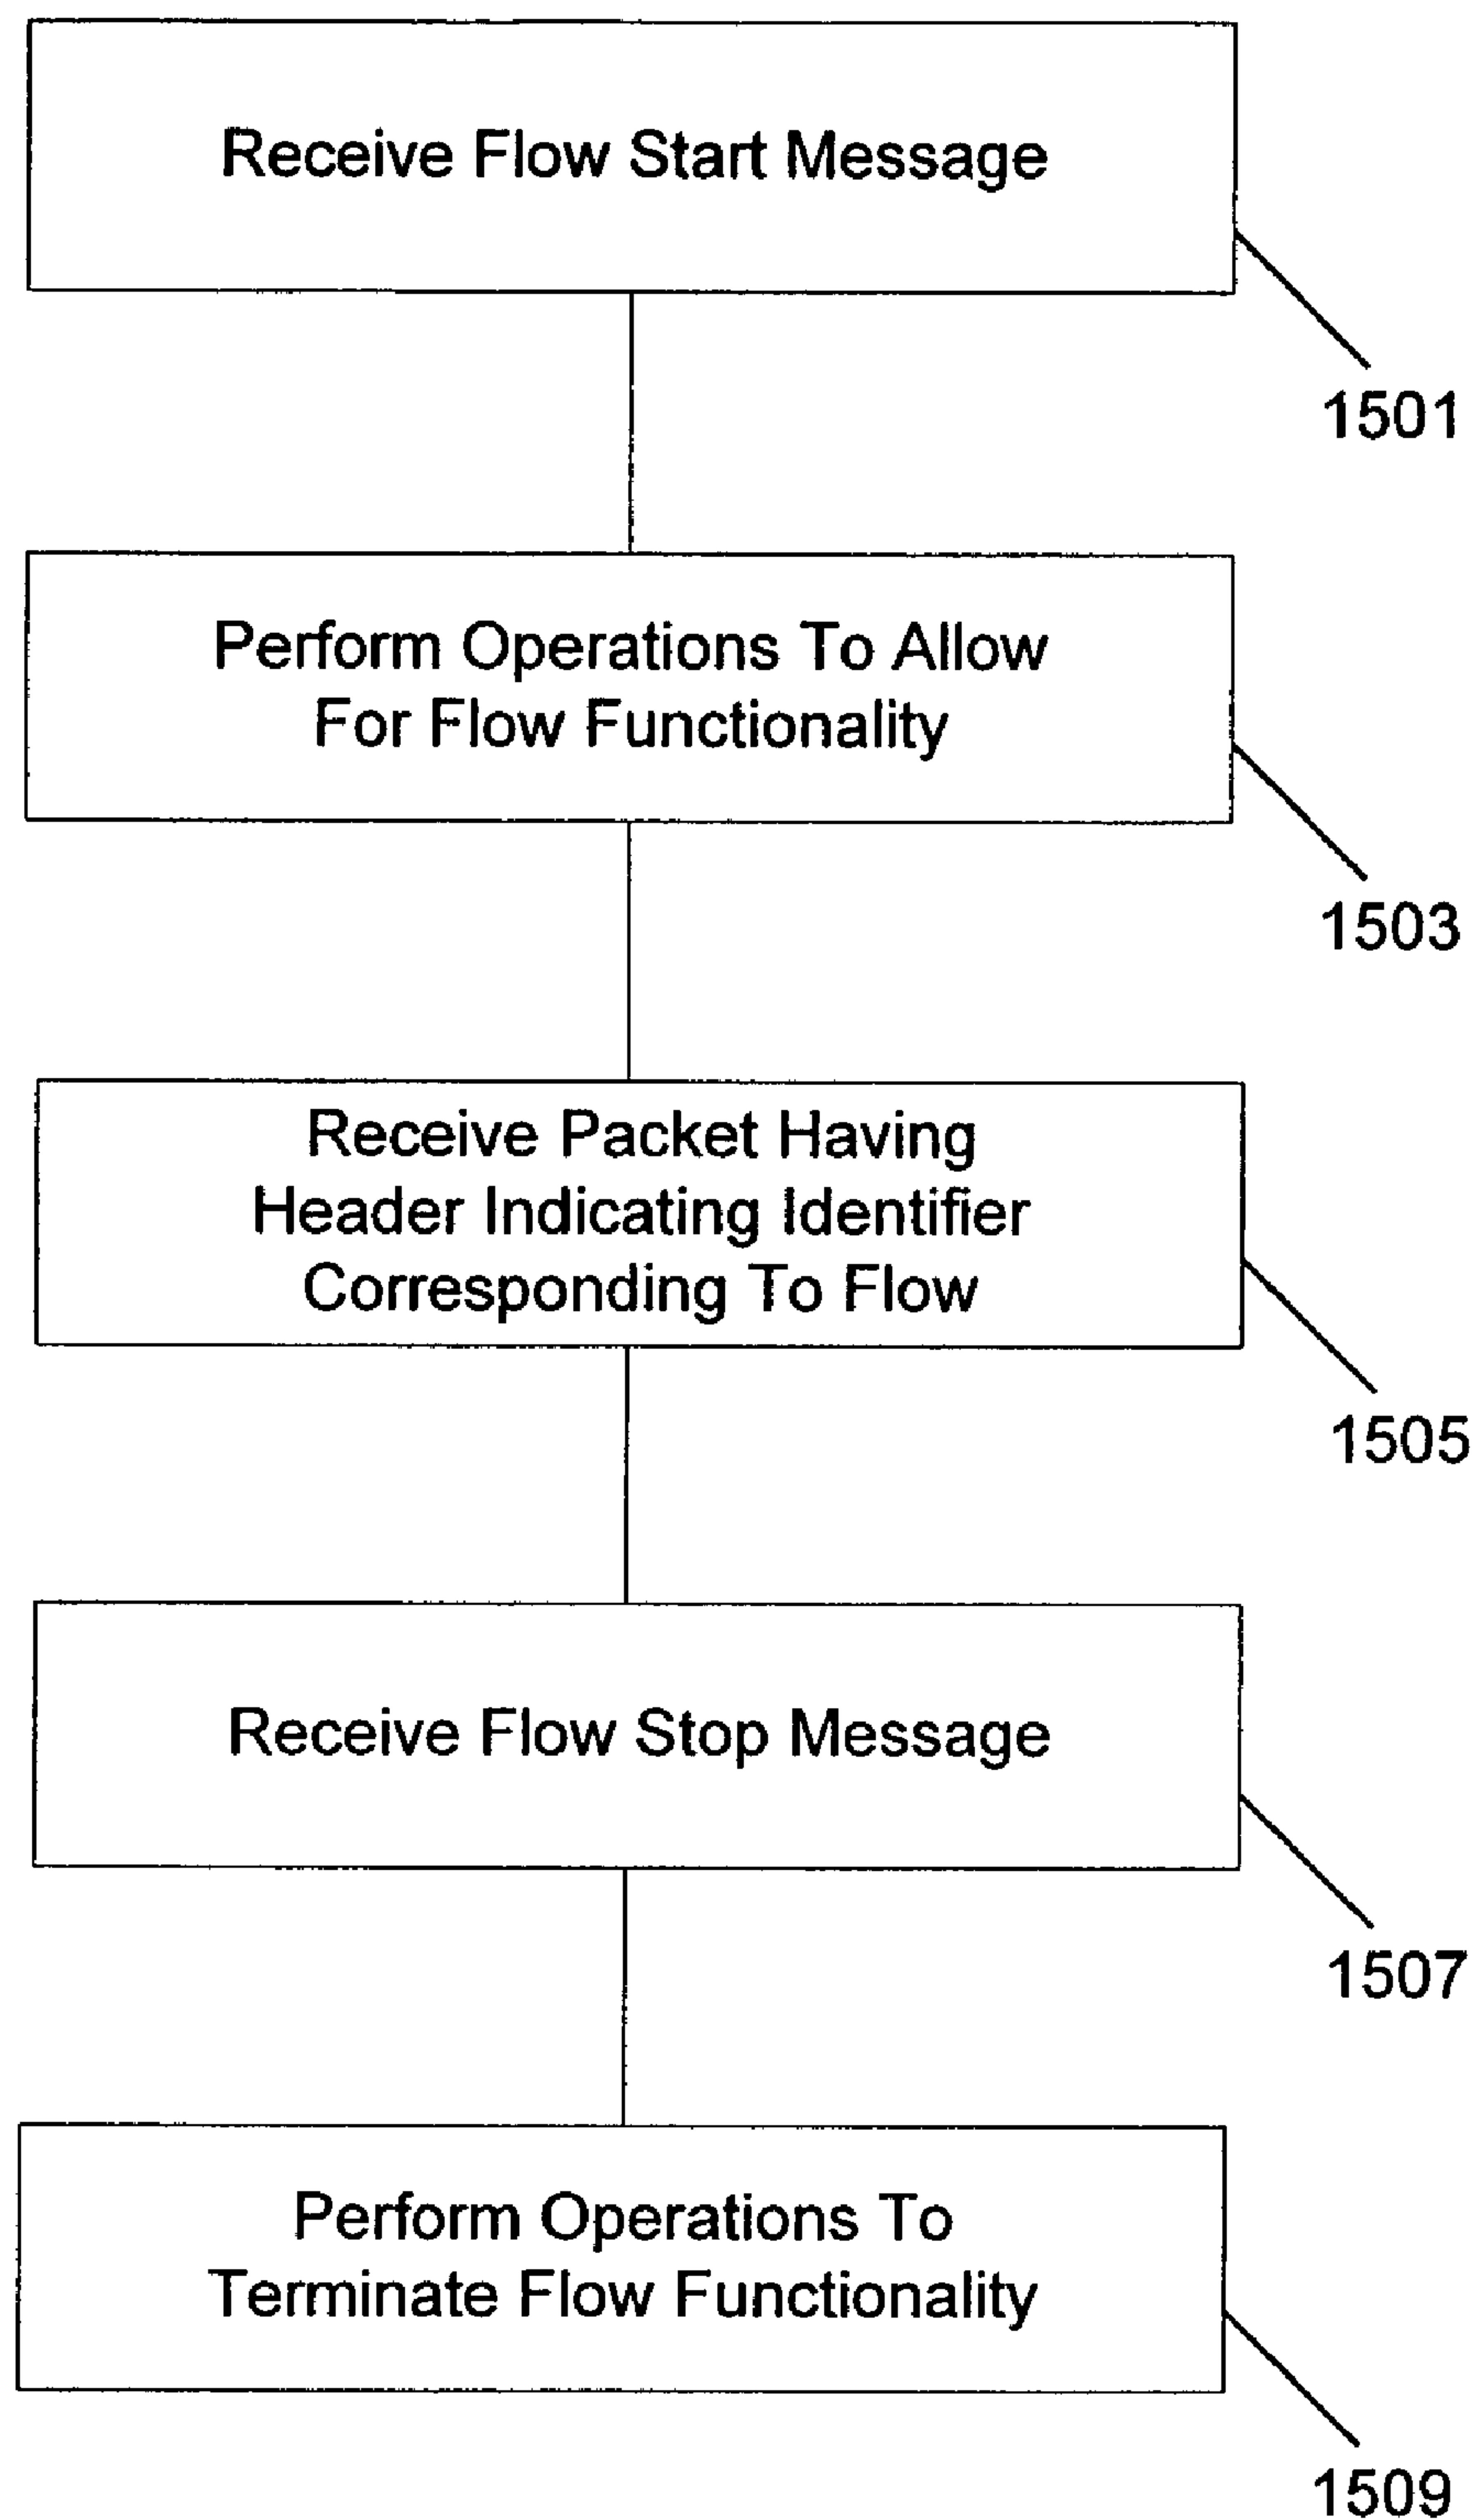 Receive Flow Start Message
1501
Perform Operations To Allow
For Flow Functionality
1503
Receive Packet Having
Header Indicating Identifier
Corresponding To Flow
1505
Receive Flow Stop Message
1507
Perform Operations To
Terminate Flow Functionality
1509